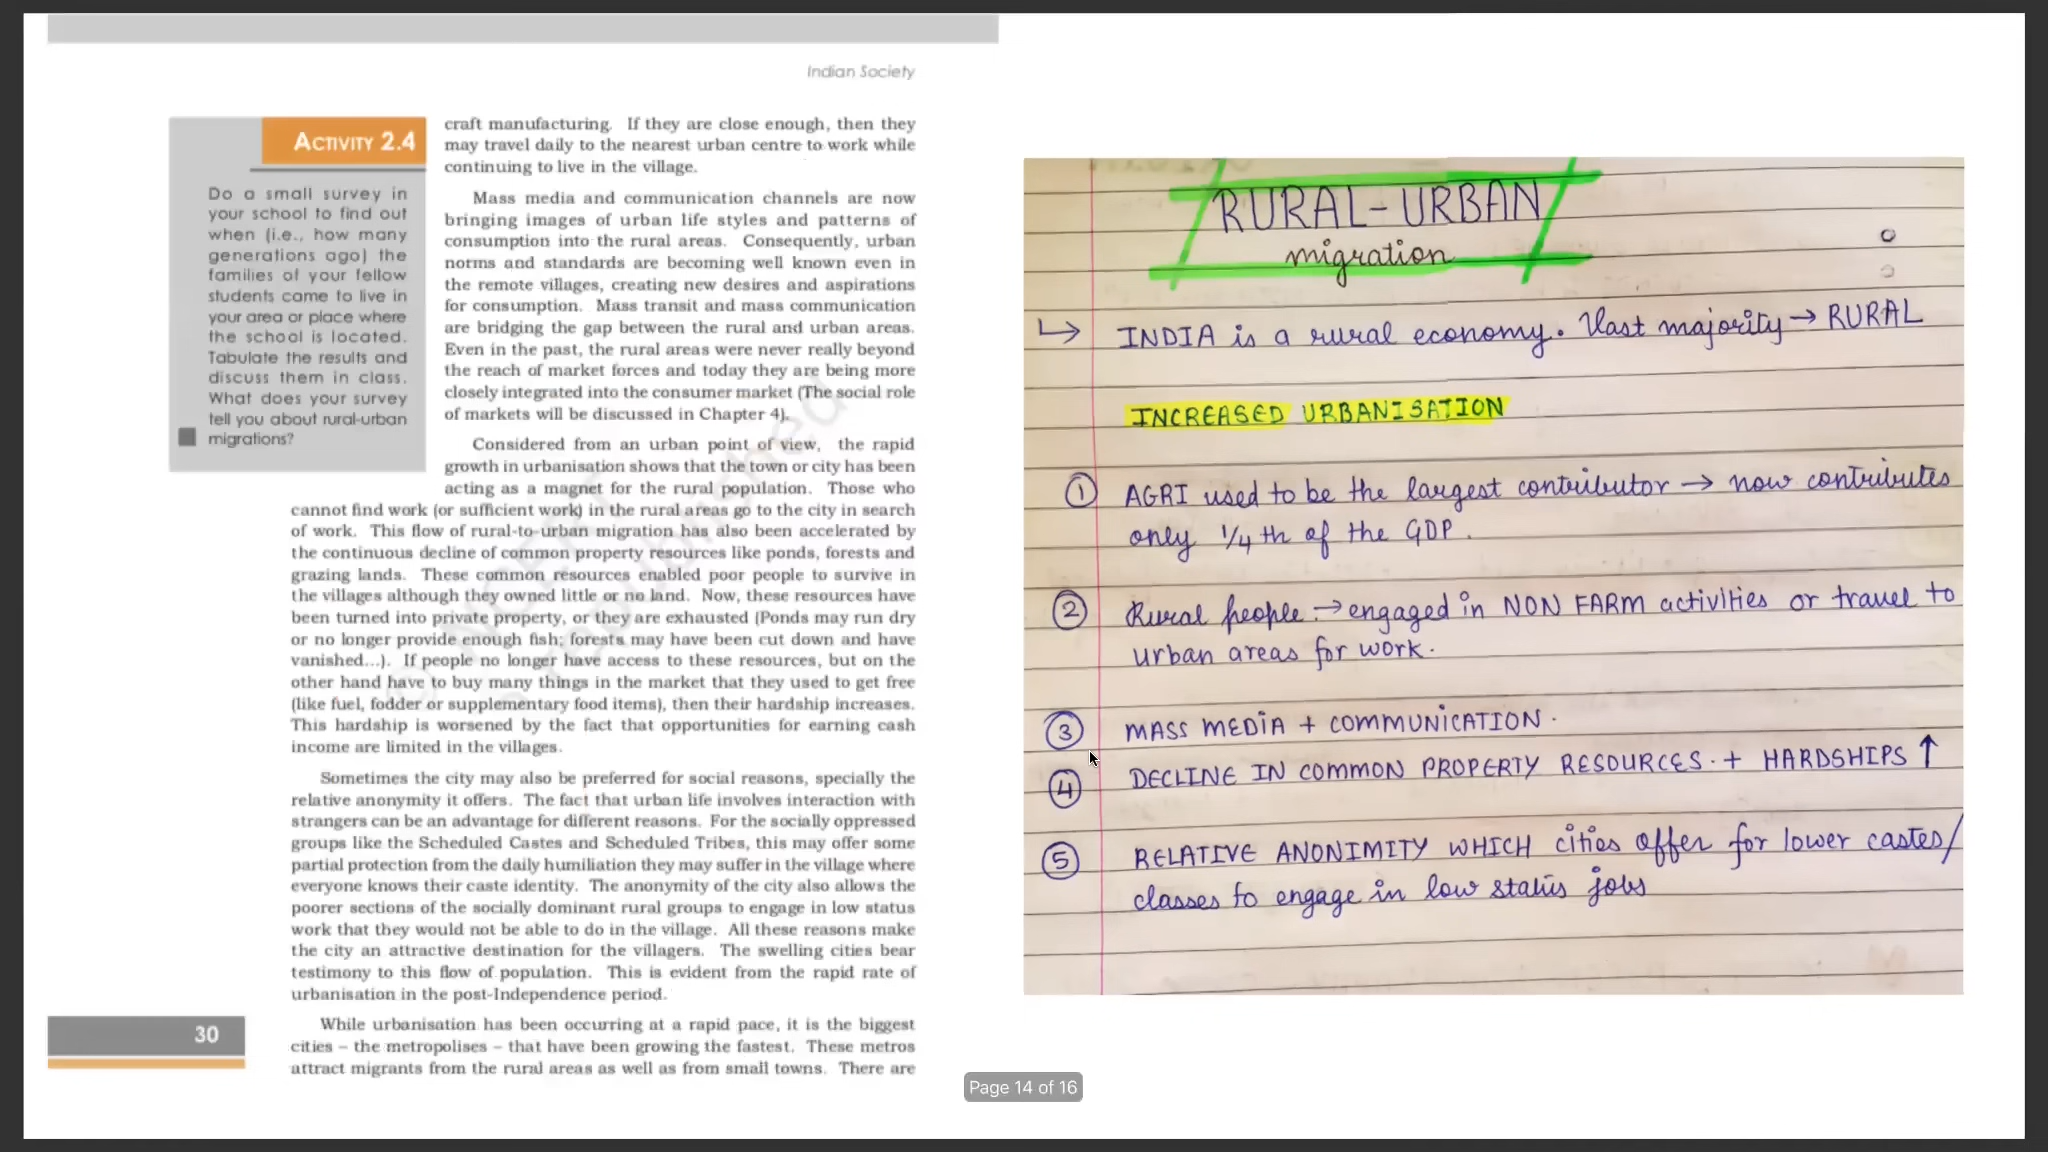 Indian Society
ACTIVITY 2.4
Do a small survey in
your school to find out
when (i.e., how many
generations ago) the
families of your fellow
students came to live in
your area or place where
the school is located.
Tabulate the results and
discuss them in class.
What does your survey
tell you about rural-urban
migrations?
craft manufacturing. If they are close enough, then they
may travel daily to the nearest urban centre to work while
continuing to live in the village.
Mass media and communication channels are now
bringing images of urban life styles and patterns of
consumption into the rural areas. Consequently, urban
norms and standards are becoming well known even in
the remote villages, creating new desires and aspirations
for consumption. Mass transit and mass communication
are bridging the gap between the rural and urban areas.
Even in the past, the rural areas were never really beyond
the reach of market forces and today they are being more
closely integrated into the consumer market (The social role
of markets will be discussed in Chapter 4).
Considered from an urban point of view, the rapid
growth in urbanisation shows that the town or city has been
acting as a magnet for the rural population. Those who
cannot find work (or sufficient work) in the rural areas go to the city in search
of work. This flow of rural-to-urban migration has also been accelerated by
the continuous decline of common property resources like ponds, forests and
grazing lands. These common resources enabled poor people to survive in
the villages although they owned little or no land. Now, these resources have
been turned into private property, or they are exhausted (Ponds may run dry
or no longer provide enough fish; forests may have been cut down and have
vanished...). If people no longer have access to these resources, but on the
other hand have to buy many things in the market that they used to get free
(like fuel, fodder or supplementary food items), then their hardship increases.
This hardship is worsened by the fact that opportunities for earning cash
income are limited in the villages.
Sometimes the city may also be preferred for social reasons, specially the
relative anonymity it offers. The fact that urban life involves interaction with
strangers can be an advantage for different reasons. For the socially oppressed
groups like the Scheduled Castes and Scheduled Tribes, this may offer some
partial protection from the daily humiliation they may suffer in the village where
everyone knows their caste identity. The anonymity of the city also allows the
poorer sections of the socially dominant rural groups to engage in low status
work that they would not be able to do in the village. All these reasons make
the city an attractive destination for the villagers. The swelling cities bear
testimony to this flow of population. This is evident from the rapid rate of
urbanisation in the post-Independence period.
While urbanisation has been occurring at a rapid pace, it is the biggest
cities – the metropolises – that have been growing the fastest. These metros
attract migrants from the rural areas as well as from small towns. There are
30
© NCERT
republished
RURAL-URBAN
migration
↳ INDIA is a rural economy. Vast majority → RURAL
INCREASED URBANISATION
① AGRI used to be the largest contributor → now contributes
only 1/4 th of the GDP.
② Rural people → engaged in NON FARM activities or travel to
urban areas for work.
③ MASS MEDIA + COMMUNICATION.
④ DECLINE IN COMMON PROPERTY RESOURCES. + HARDSHIPS ↑
⑤ RELATIVE ANONIMITY WHICH cities offer for lower castes/
classes to engage in low status jobs
Page 14 of 16